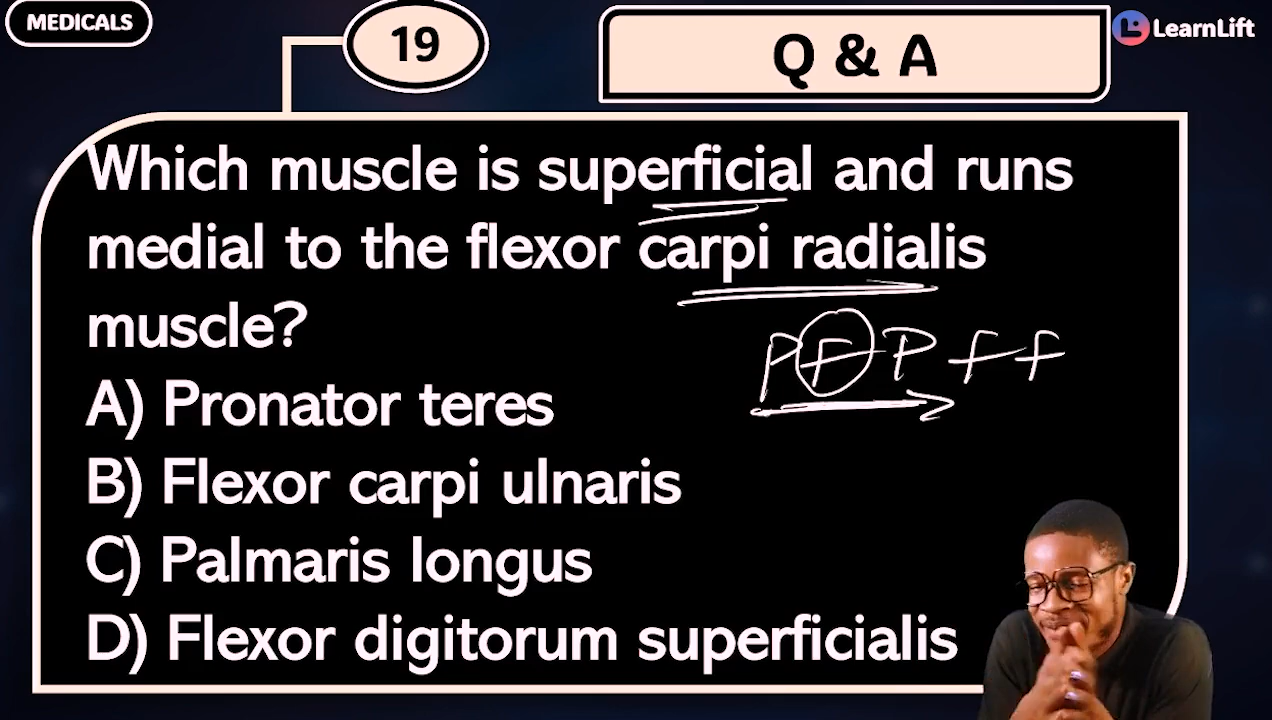 MEDICALS
19
Q & A
LearnLift
Which muscle is superficial and runs
medial to the flexor carpi radialis
muscle?
P F P f f
A) Pronator teres
B) Flexor carpi ulnaris
C) Palmaris longus
D) Flexor digitorum superficialis